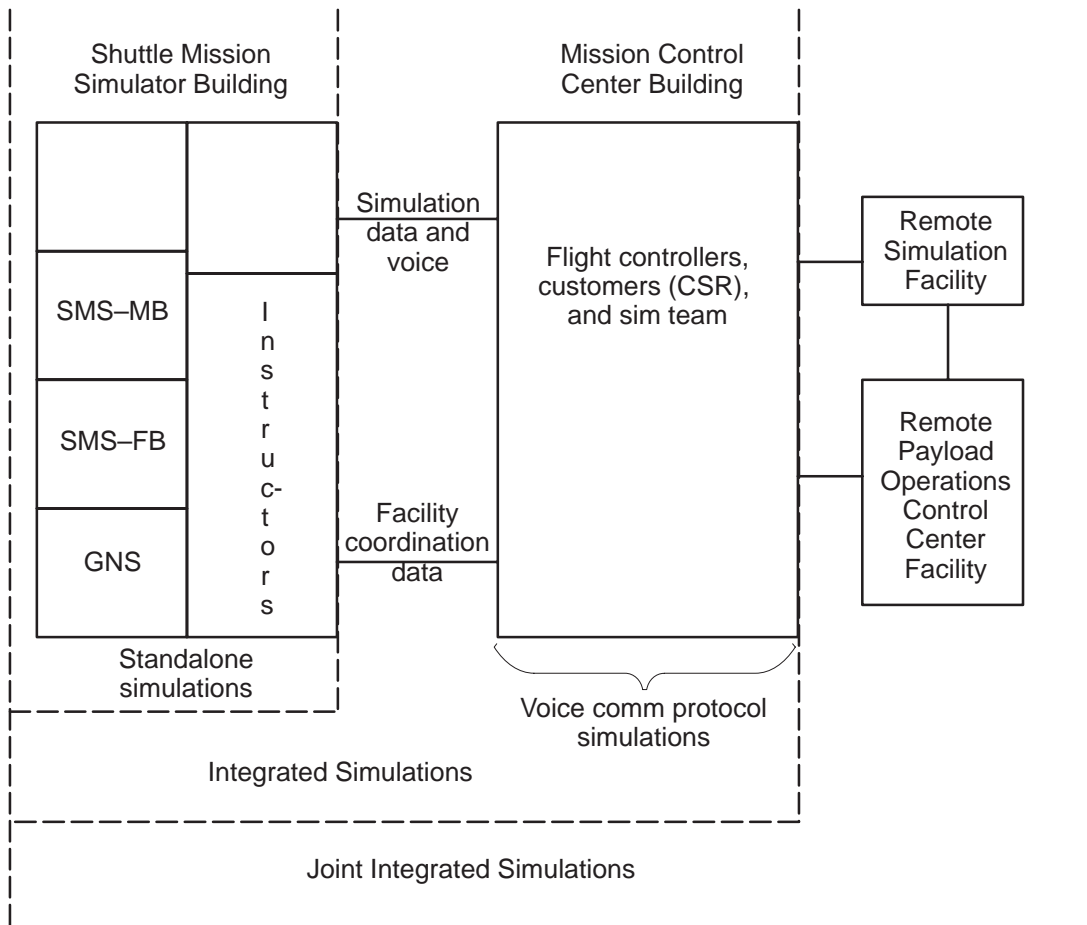 Shuttle Mission
Simulator Building
Mission Control
Center Building
SMS–MB
SMS–FB
GNS
I
n
s
t
r
u
c-
t
o
r
s
Simulation
data and
voice
Facility
coordination
data
Flight controllers,
customers (CSR),
and sim team
Remote
Simulation
Facility
Remote
Payload
Operations
Control
Center
Facility
Standalone
simulations
Voice comm protocol
simulations
Integrated Simulations
Joint Integrated Simulations